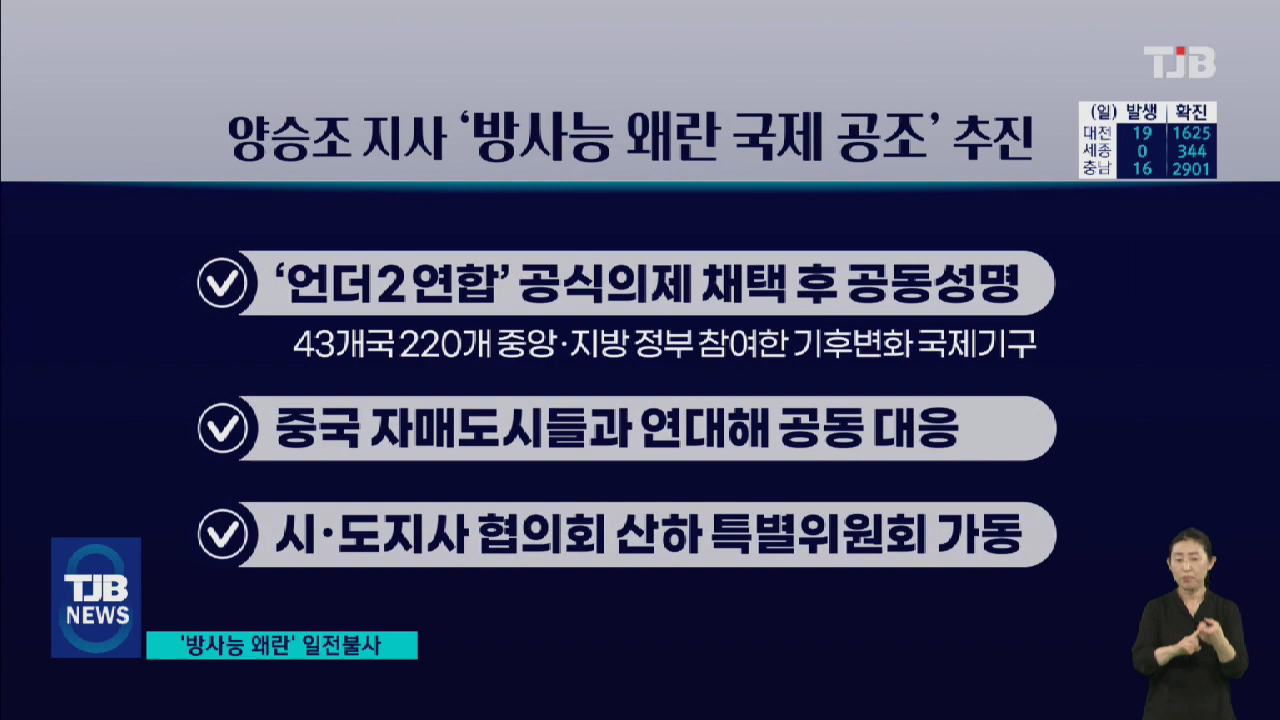 TJB
양승조 지사 ‘방사능 왜란 국제 공조’ 추진
(일) 발생 확진
대전 19 1625
세종 0 344
충남 16 2901
‘언더2연합’ 공식의제 채택 후 공동성명
43개국 220개 중앙·지방 정부 참여한 기후변화 국제기구
중국 자매도시들과 연대해 공동 대응
시·도지사 협의회 산하 특별위원회 가동
8
TJB
NEWS
'방사능 왜란' 일전불사